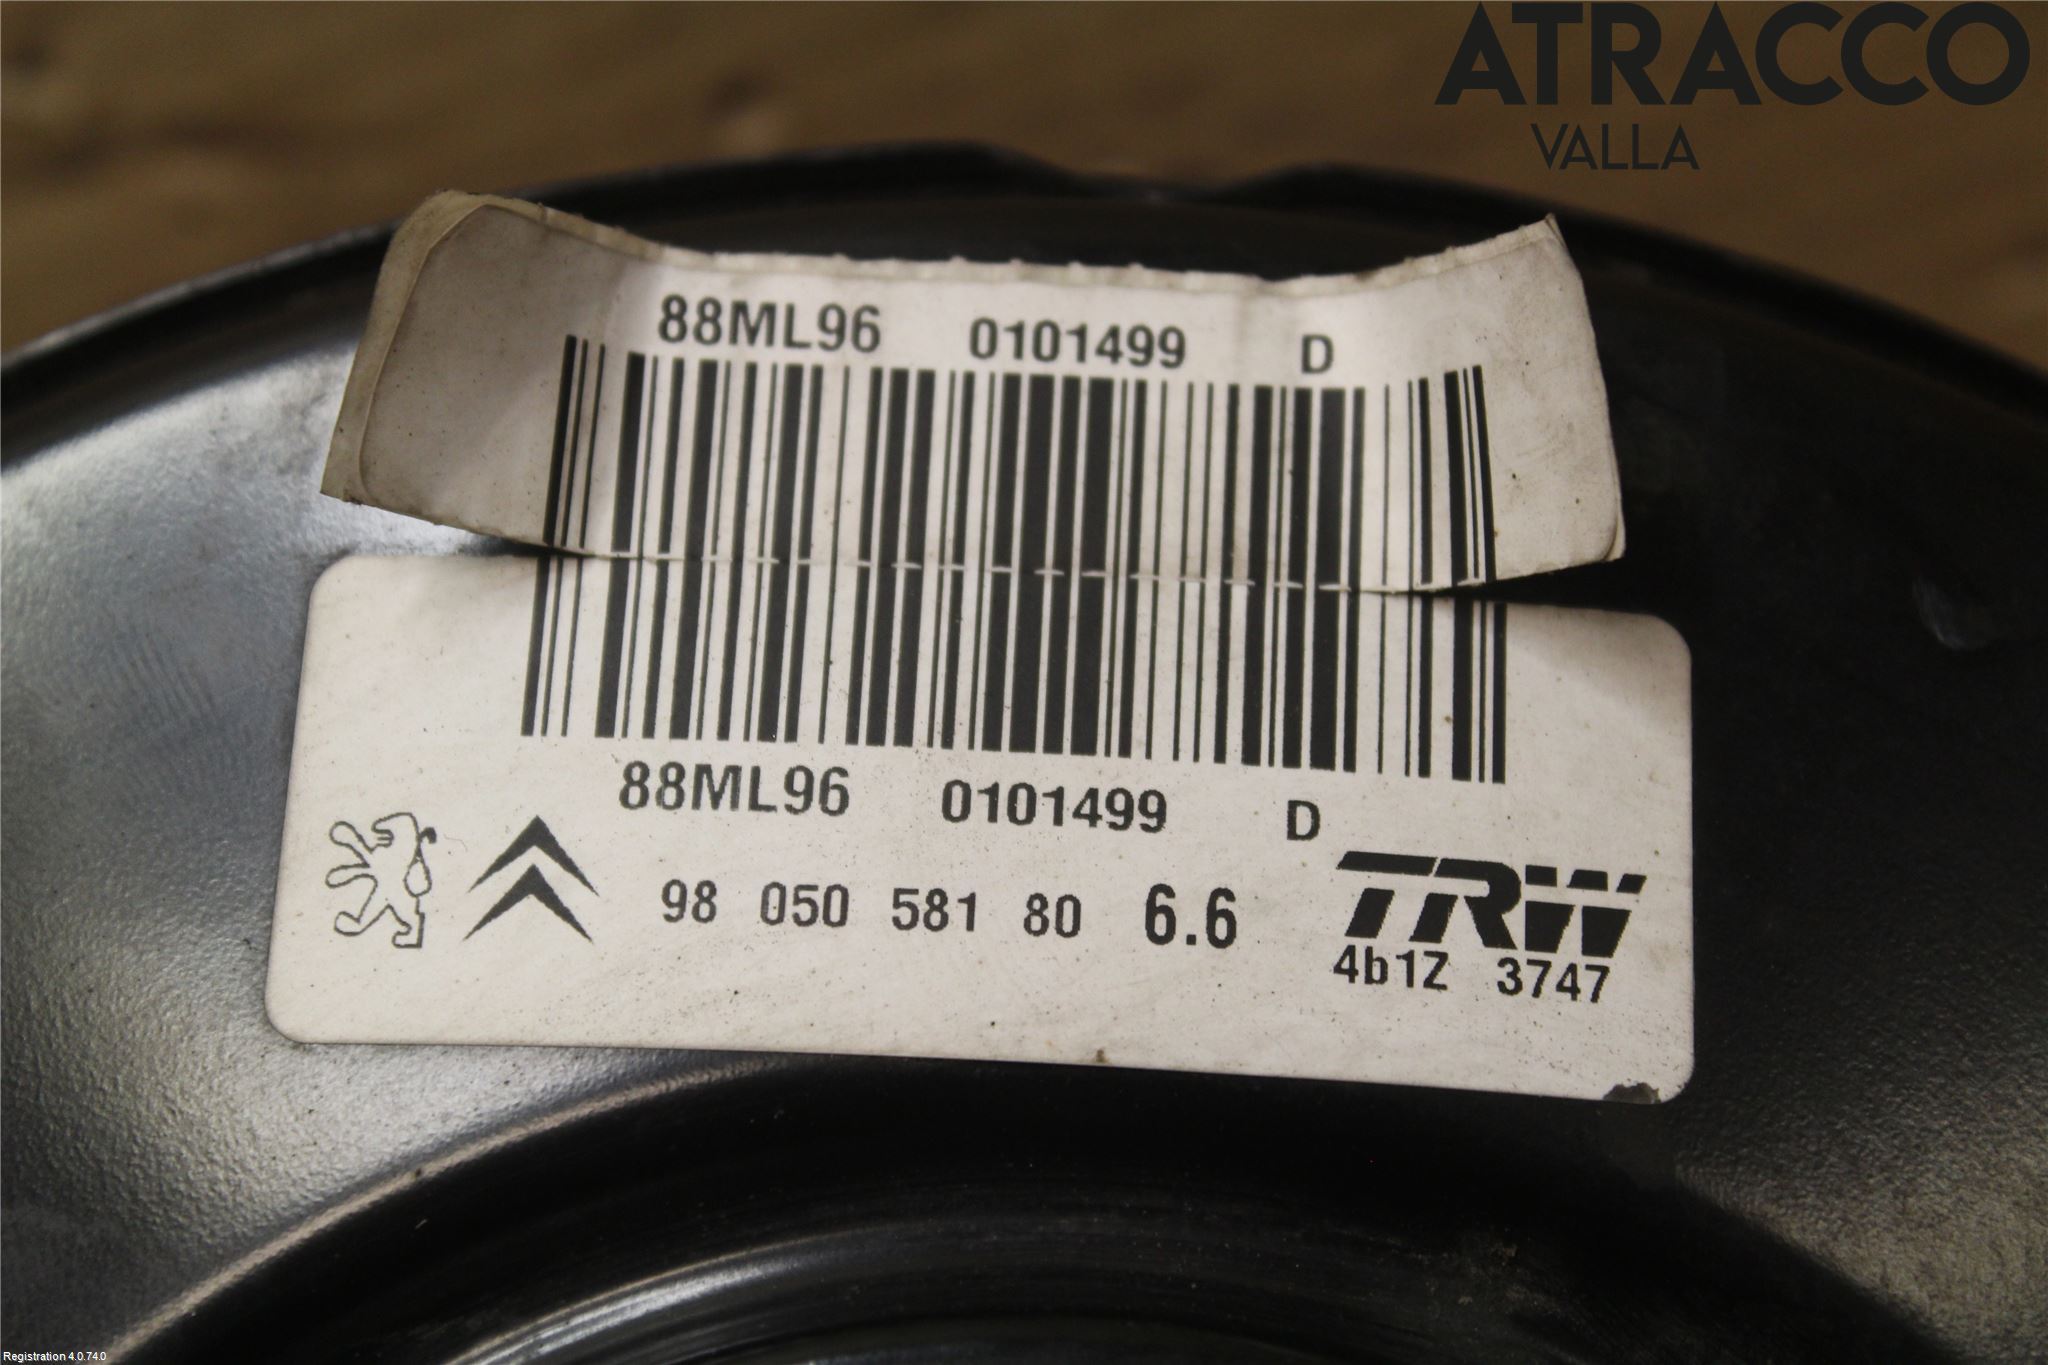 ATRACCO
VALLA
88ML96 0101499 D
88ML96 0101499 D
98 050 581 80 6.6 TRW
4b1Z 3747
Registration 4.0.74.0